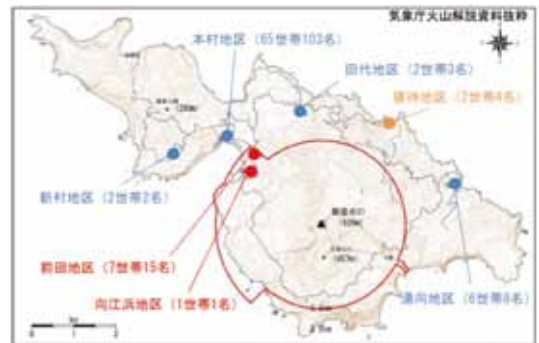 気象庁火山解説資料抜粋
本村地区（65世帯103名）
田代地区（2世帯3名）
寝待地区（2世帯4名）
新村地区（2世帯2名）
前田地区（7世帯15名）
向江浜地区（1世帯1名）
湯向地区（6世帯8名）